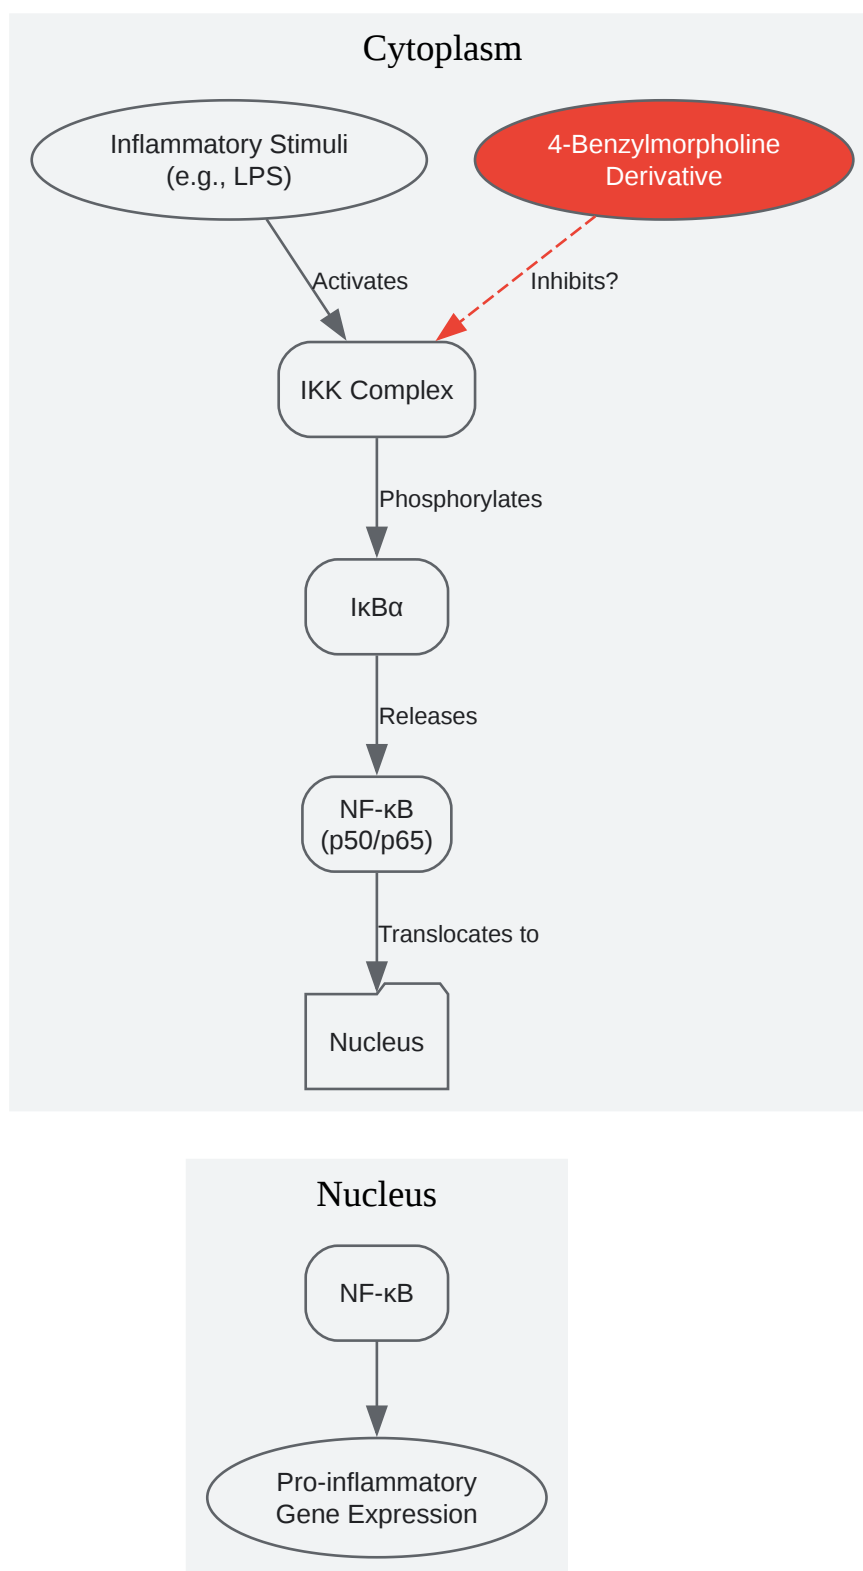 Cytoplasm
Inflammatory Stimuli
(e.g., LPS)
4-Benzylmorpholine
Derivative
Activates
Inhibits?
IKK Complex
Phosphorylates
IκBα
Releases
NF-κB
(p50/p65)
Translocates to
Nucleus
Nucleus
NF-κB
Pro-inflammatory
Gene Expression